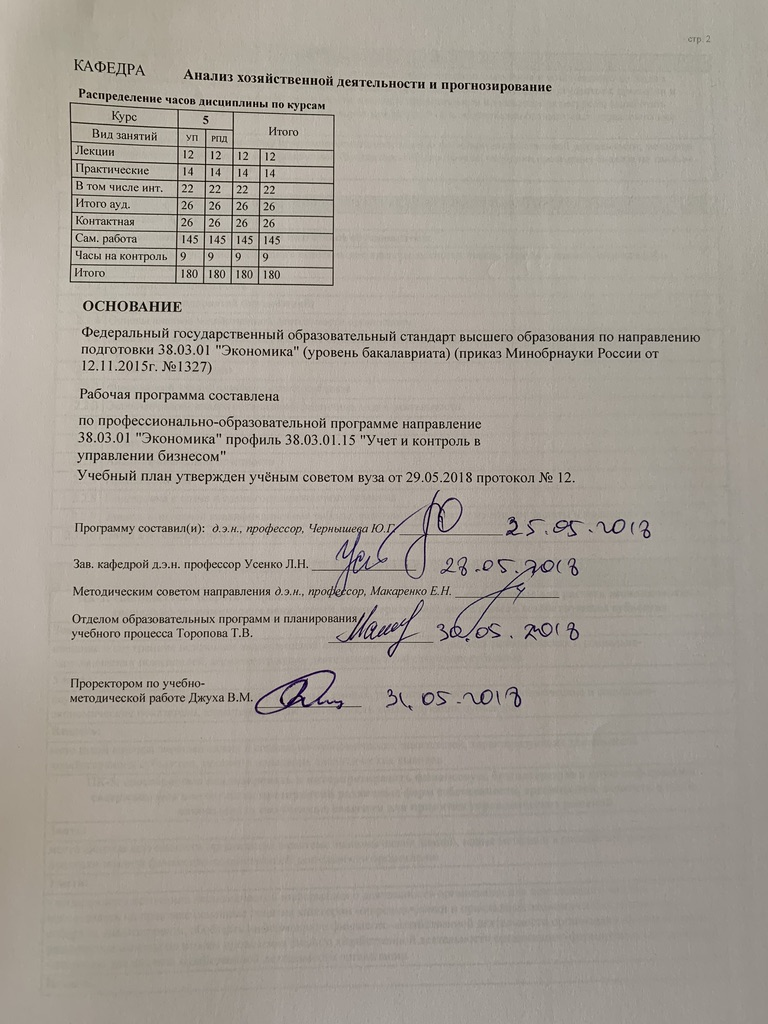 стр. 2
КАФЕДРА Анализ хозяйственной деятельности и прогнозирование
Распределение часов дисциплины по курсам
Курс 5 Итого
Вид занятий УП РПД
Лекции 12 12 12 12
Практические 14 14 14 14
В том числе инт. 22 22 22 22
Итого ауд. 26 26 26 26
Контактная 26 26 26 26
Сам. работа 145 145 145 145
Часы на контроль 9 9 9 9
Итого 180 180 180 180
ОСНОВАНИЕ
Федеральный государственный образовательный стандарт высшего образования по направлению
подготовки 38.03.01 "Экономика" (уровень бакалавриата) (приказ Минобрнауки России от
12.11.2015г. №1327)
Рабочая программа составлена
по профессионально-образовательной программе направление
38.03.01 "Экономика" профиль 38.03.01.15 "Учет и контроль в
управлении бизнесом"
Учебный план утвержден учёным советом вуза от 29.05.2018 протокол № 12.
Программу составил(и): д.э.н., профессор, Чернышева Ю.Г. 25.05.2018
Зав. кафедрой д.э.н. профессор Усенко Л.Н. 28.05.2018
Методическим советом направления д.э.н., профессор, Макаренко Е.Н.
Отделом образовательных программ и планирования
учебного процесса Торопова Т.В. 30.05.2018
Проректором по учебно-
методической работе Джуха В.М. 31.05.2018